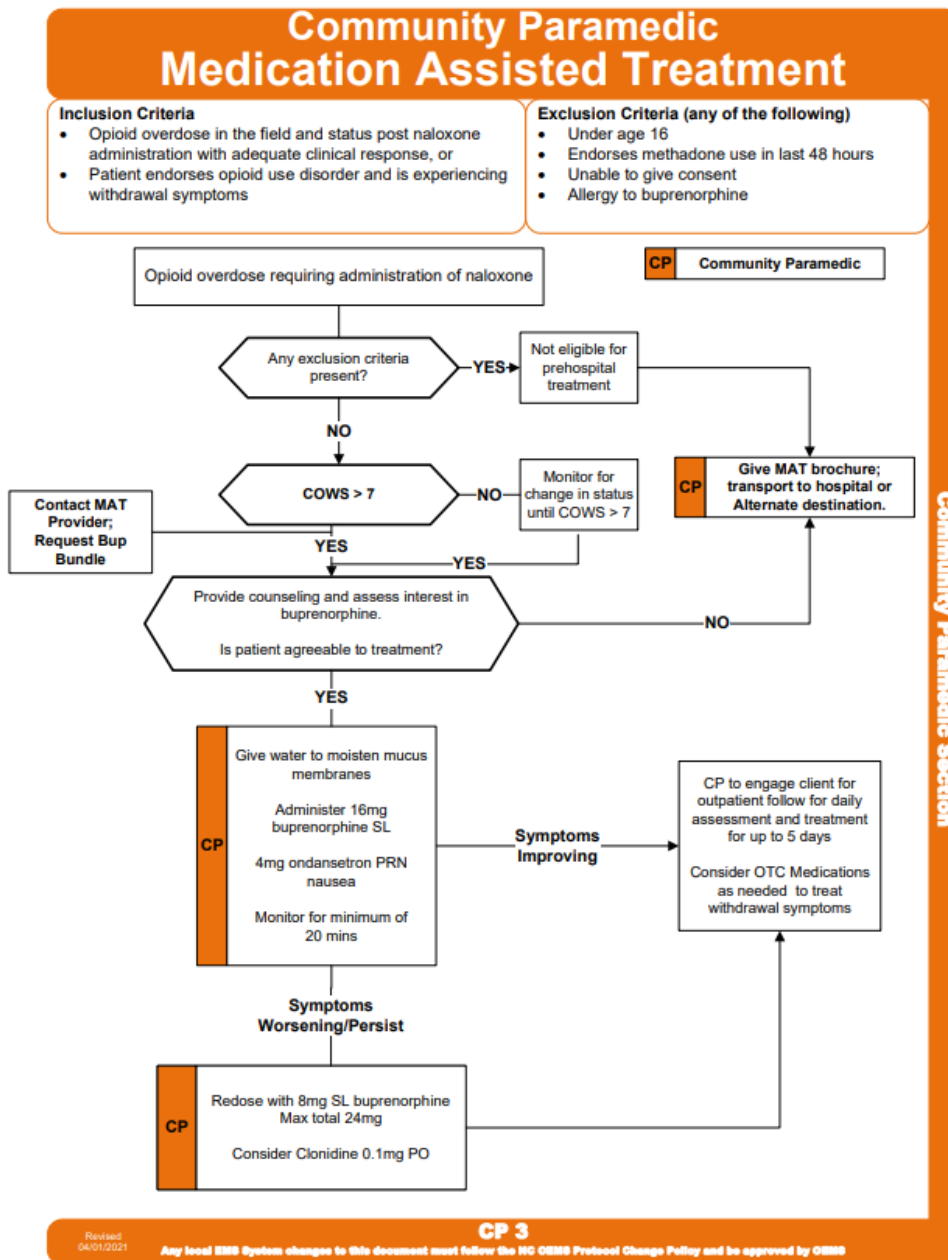 Community Paramedic
Medication Assisted Treatment
Inclusion Criteria
• Opioid overdose in the field and status post naloxone
administration with adequate clinical response, or
• Patient endorses opioid use disorder and is experiencing
withdrawal symptoms
Exclusion Criteria (any of the following)
• Under age 16
• Endorses methadone use in last 48 hours
• Unable to give consent
• Allergy to buprenorphine
Opioid overdose requiring administration of naloxone
CP
Community Paramedic
Any exclusion criteria
present?
YES
Not eligible for
prehospital
treatment
NO
COWS > 7
NO
Monitor for
change in status
until COWS > 7
CP
Give MAT brochure;
transport to hospital or
Alternate destination.
Contact MAT
Provider;
Request Bup
Bundle
YES
YES
Provide counseling and assess interest in
buprenorphine.
Is patient agreeable to treatment?
NO
YES
CP
Give water to moisten mucus
membranes
Administer 16mg
buprenorphine SL
4mg ondansetron PRN
nausea
Monitor for minimum of
20 mins
Symptoms
Improving
CP to engage client for
outpatient follow for daily
assessment and treatment
for up to 5 days
Consider OTC Medications
as needed to treat
withdrawal symptoms
Symptoms
Worsening/Persist
CP
Redose with 8mg SL buprenorphine
Max total 24mg
Consider Clonidine 0.1mg PO
Community Paramedic Section
Revised
04/01/2021
CP 3
Any local EMS System changes to this document must follow the NC OEMS Protocol Change Policy and be approved by OEMS